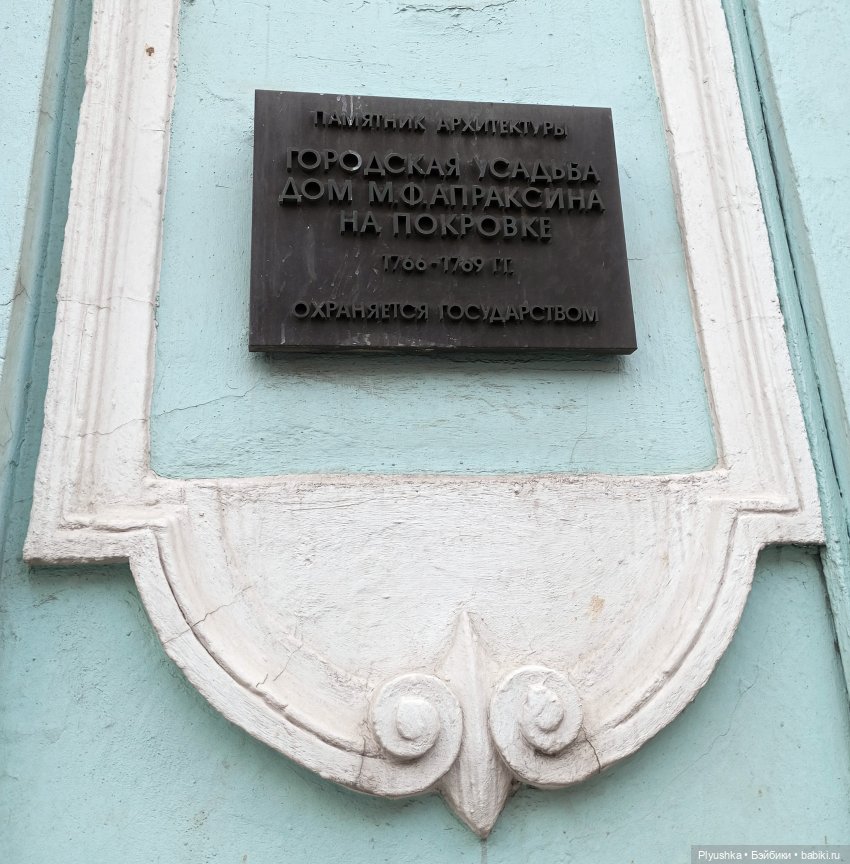 ПАМЯТНИК АРХИТЕКТУРЫ
ГОРОДСКАЯ УСАДЬБА
ДОМ М.Ф.АПРАКСИНА
НА ПОКРОВКЕ
1766-1769 ГГ.
ОХРАНЯЕТСЯ ГОСУДАРСТВОМ
Plyushka • Бэйбики • babiki.ru